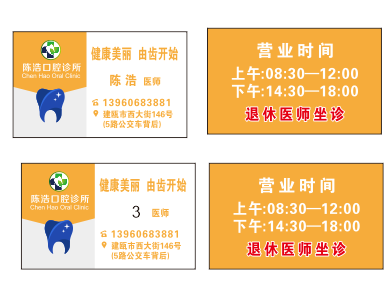 陈浩口腔诊所
Chen Hao Oral Clinic
健康美丽 由齿开始
陈 浩 医师
13960683881
建瓯市西大街146号
(5路公交车背后)
营业时间
上午:08:30—12:00
下午:14:30—18:00
退休医师坐诊
陈浩口腔诊所
Chen Hao Oral Clinic
健康美丽 由齿开始
3 医师
13960683881
建瓯市西大街146号
(5路公交车背后)
营业时间
上午:08:30—12:00
下午:14:30—18:00
退休医师坐诊